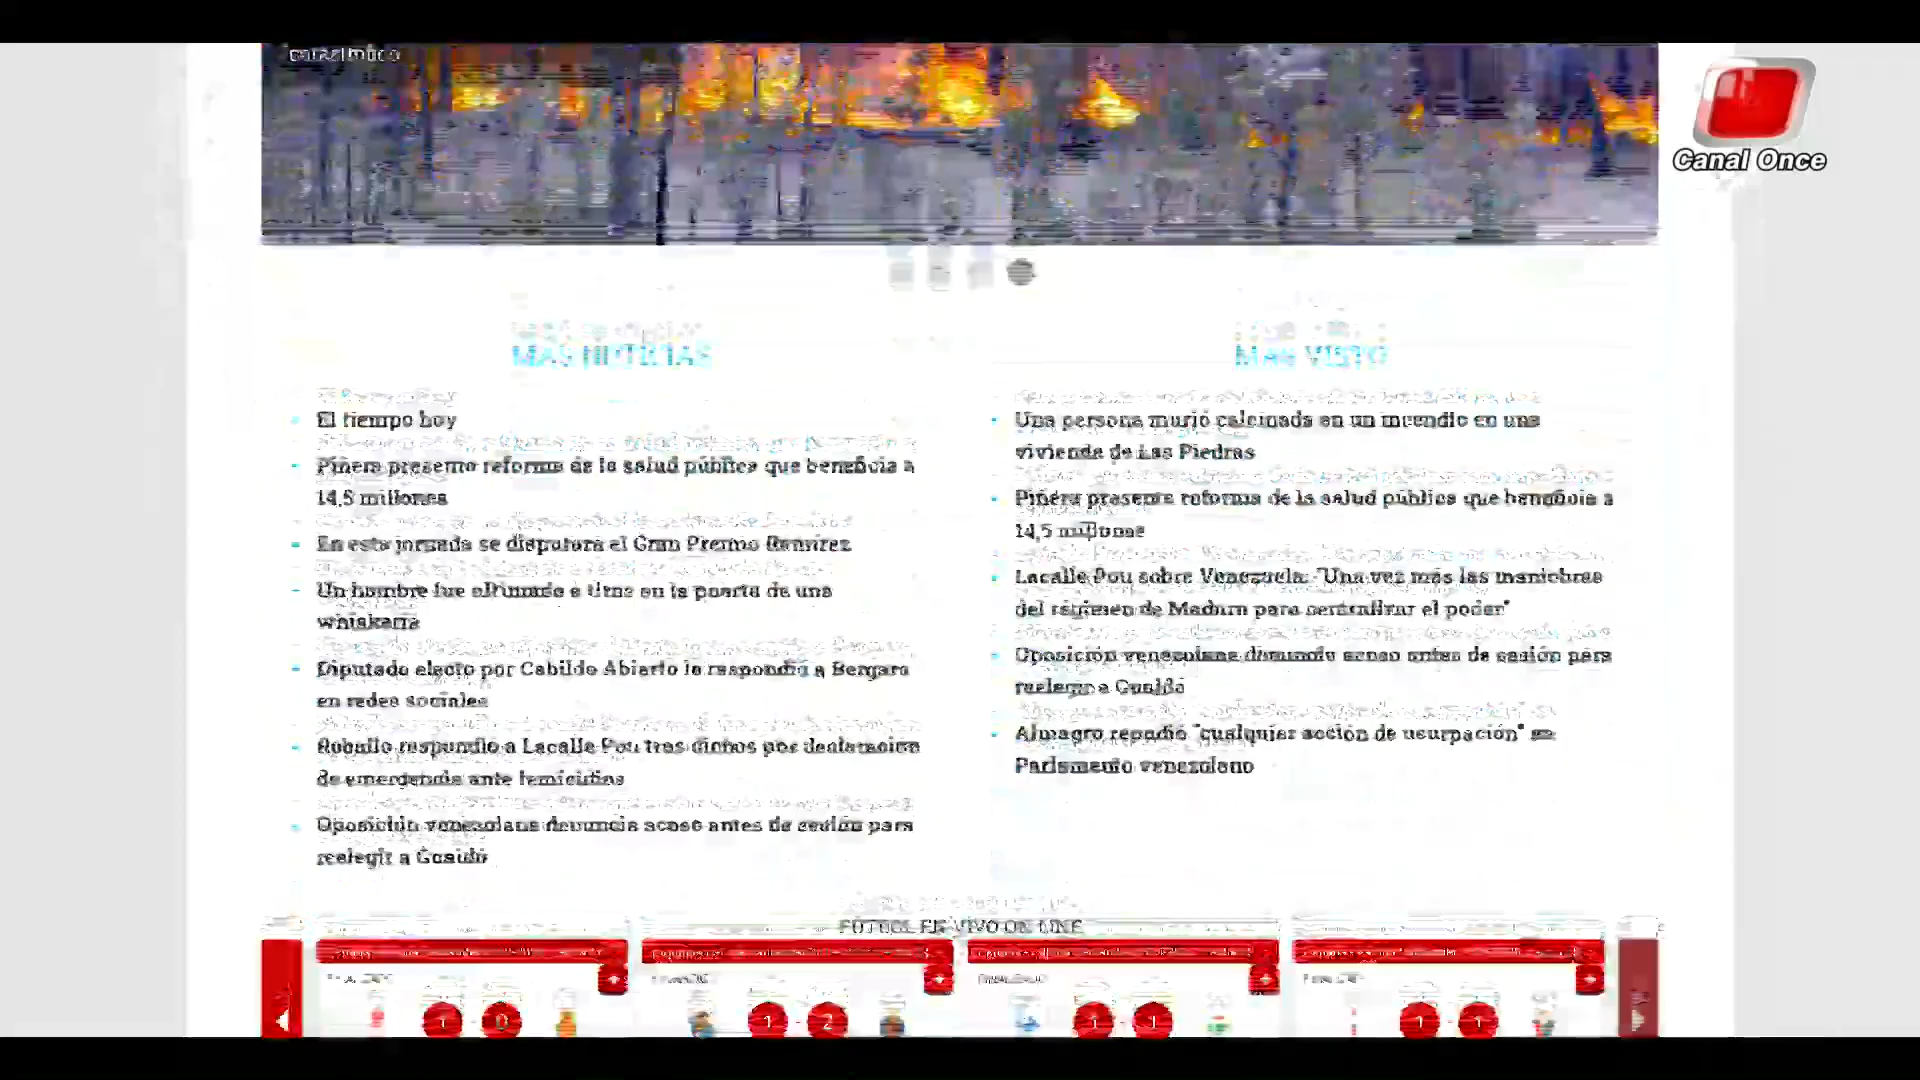 Canal Once
MAS NOTICIAS
El tiempo hoy
Piñera presentó reforma de la salud pública que beneficia a
14,5 millones
En esta jornada se disputará el Gran Premio Ramírez
Un hombre fue ultimado a tiros en la puerta de una
whiskería
Diputado electo por Cabildo Abierto le respondió a Bergara
en redes sociales
respondió a Lacalle Pou tras dichos por declaración
de emergencia ante femicidios
Oposición venezolana denuncia acoso antes de sesión para
reelegir a Guaidó
MAS VISTO
Una persona murió calcinada en un incendio en una
vivienda de Las Piedras
Piñera presentó reforma de la salud pública que beneficia a
14,5 millones
Lacalle Pou sobre Venezuela: "Una vez más las maniobras
del régimen de Maduro para centralizar el poder"
Oposición venezolana denuncia acoso antes de sesión para
reelegir a Guaidó
Almagro repudió "cualquier acción de usurpación" en
Parlamento venezolano
FÚTBOL EN VIVO ON LINE
1 0
1 2
1 1
1 1